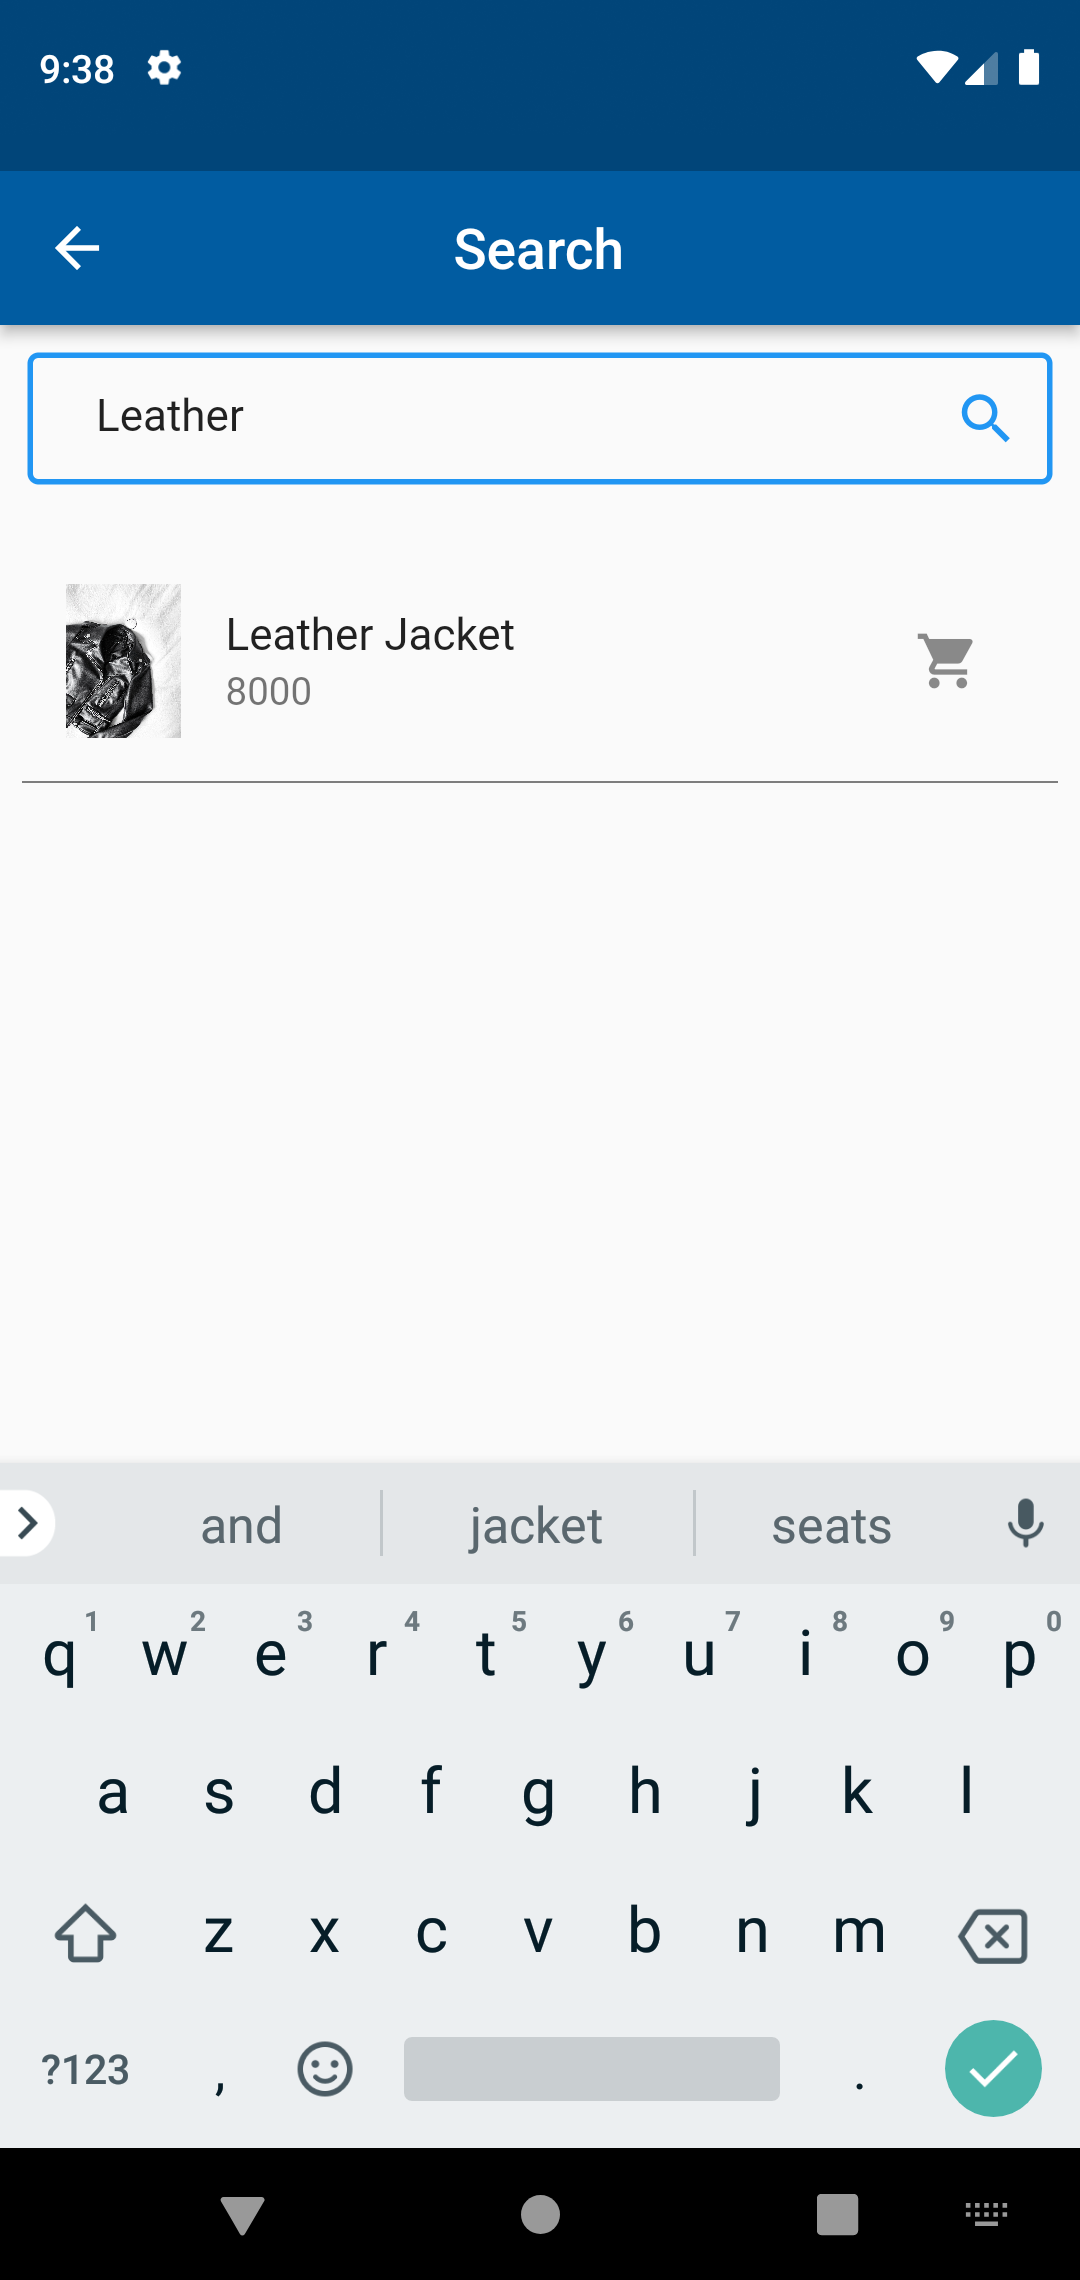 9:38
Search
Leather
Leather Jacket
8000
and jacket seats
1 2 3 4 5 6 7 8 9 0
q w e r t y u i o p
a s d f g h j k l
z x c v b n m
?123 , .